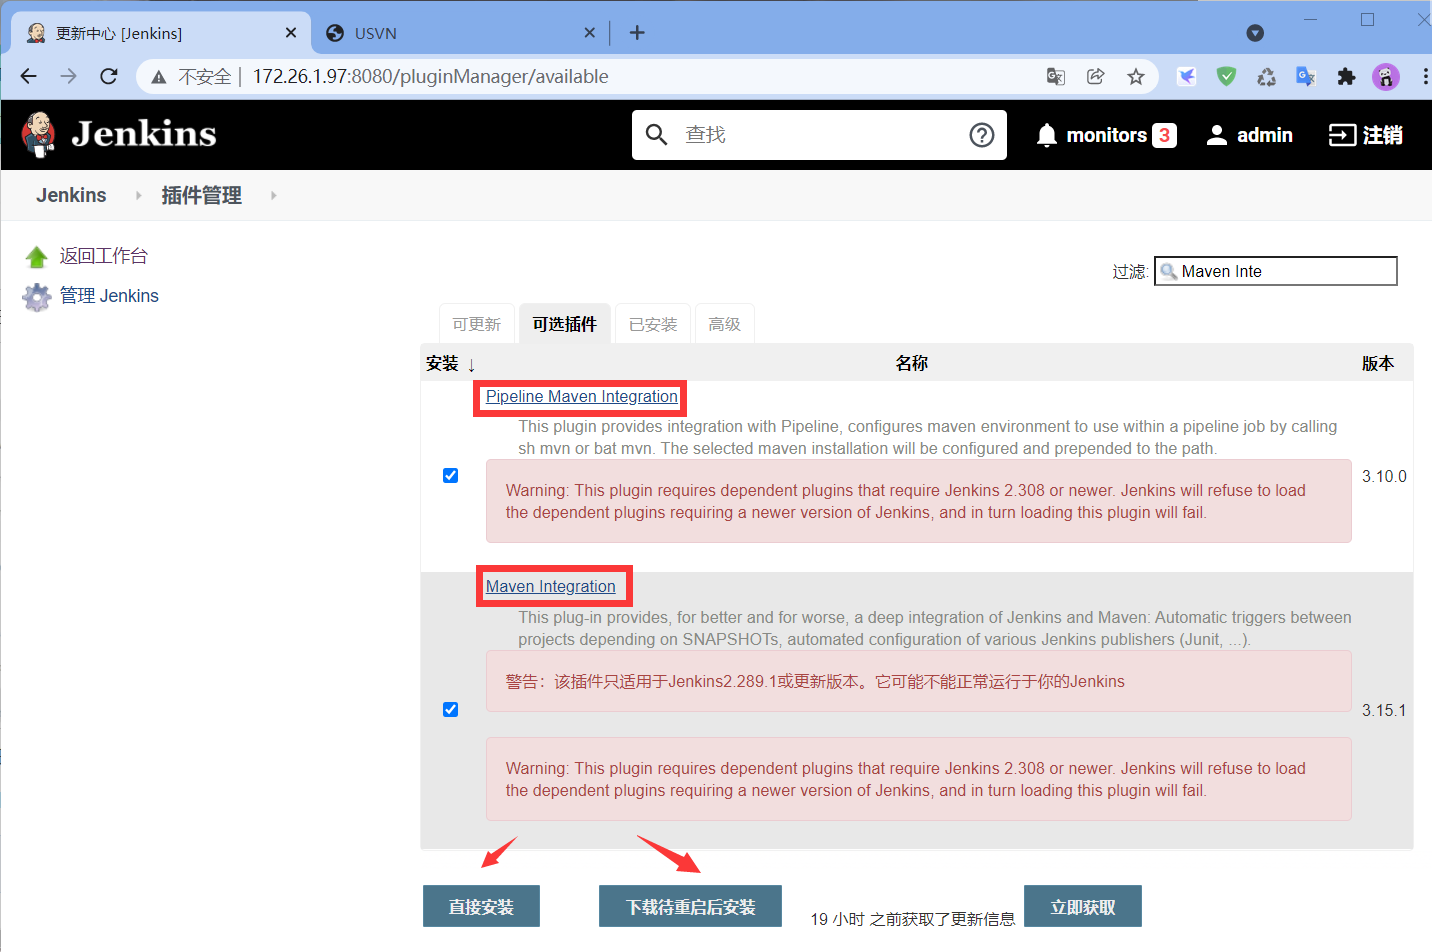 更新中心 [Jenkins]
USVN
不安全 | 172.26.1.97:8080/pluginManager/available
Jenkins
查找
monitors 3
admin
注销
Jenkins
插件管理
返回工作台
管理 Jenkins
过滤:
Maven Inte
可更新
可选插件
已安装
高级
安装 ↓
名称
版本
Pipeline Maven Integration
This plugin provides integration with Pipeline, configures maven environment to use within a pipeline job by calling
sh mvn or bat mvn. The selected maven installation will be configured and prepended to the path.
Warning: This plugin requires dependent plugins that require Jenkins 2.308 or newer. Jenkins will refuse to load
the dependent plugins requiring a newer version of Jenkins, and in turn loading this plugin will fail.
3.10.0
Maven Integration
This plug-in provides, for better and for worse, a deep integration of Jenkins and Maven: Automatic triggers between
projects depending on SNAPSHOTs, automated configuration of various Jenkins publishers (Junit, ...).
警告：该插件只适用于Jenkins2.289.1或更新版本。它可能不能正常运行于你的Jenkins
3.15.1
Warning: This plugin requires dependent plugins that require Jenkins 2.308 or newer. Jenkins will refuse to load
the dependent plugins requiring a newer version of Jenkins, and in turn loading this plugin will fail.
直接安装
下载待重启后安装
19 小时 之前获取了更新信息
立即获取